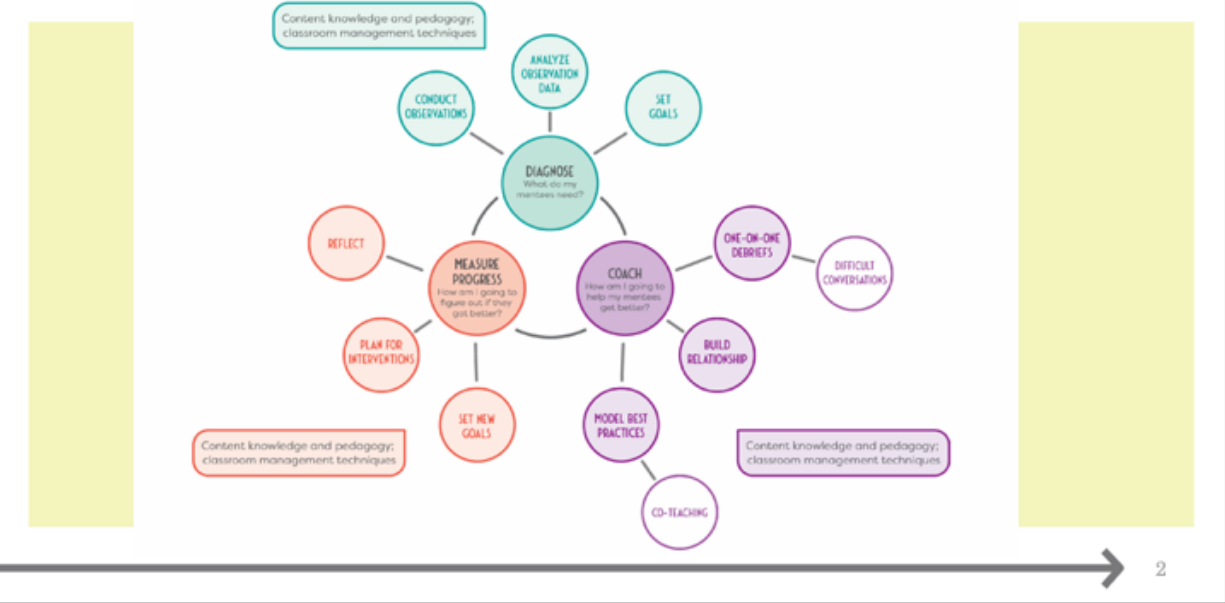 Content knowledge and pedagogy;
classroom management techniques
ANALYZE
OBSERVATION
DATA
CONDUCT
OBSERVATIONS
SET
GOALS
DIAGNOSE
What do my
mentees need?
REFLECT
MEASURE
PROGRESS
How am I going to
figure out if they
got better?
COACH
How am I going to
help my mentees
get better?
ONE-ON-ONE
DEBRIEFS
DIFFICULT
CONVERSATIONS
PLAN FOR
INTERVENTIONS
BUILD
RELATIONSHIP
SET NEW
GOALS
MODEL BEST
PRACTICES
Content knowledge and pedagogy;
classroom management techniques
Content knowledge and pedagogy;
classroom management techniques
CO-TEACHING
2